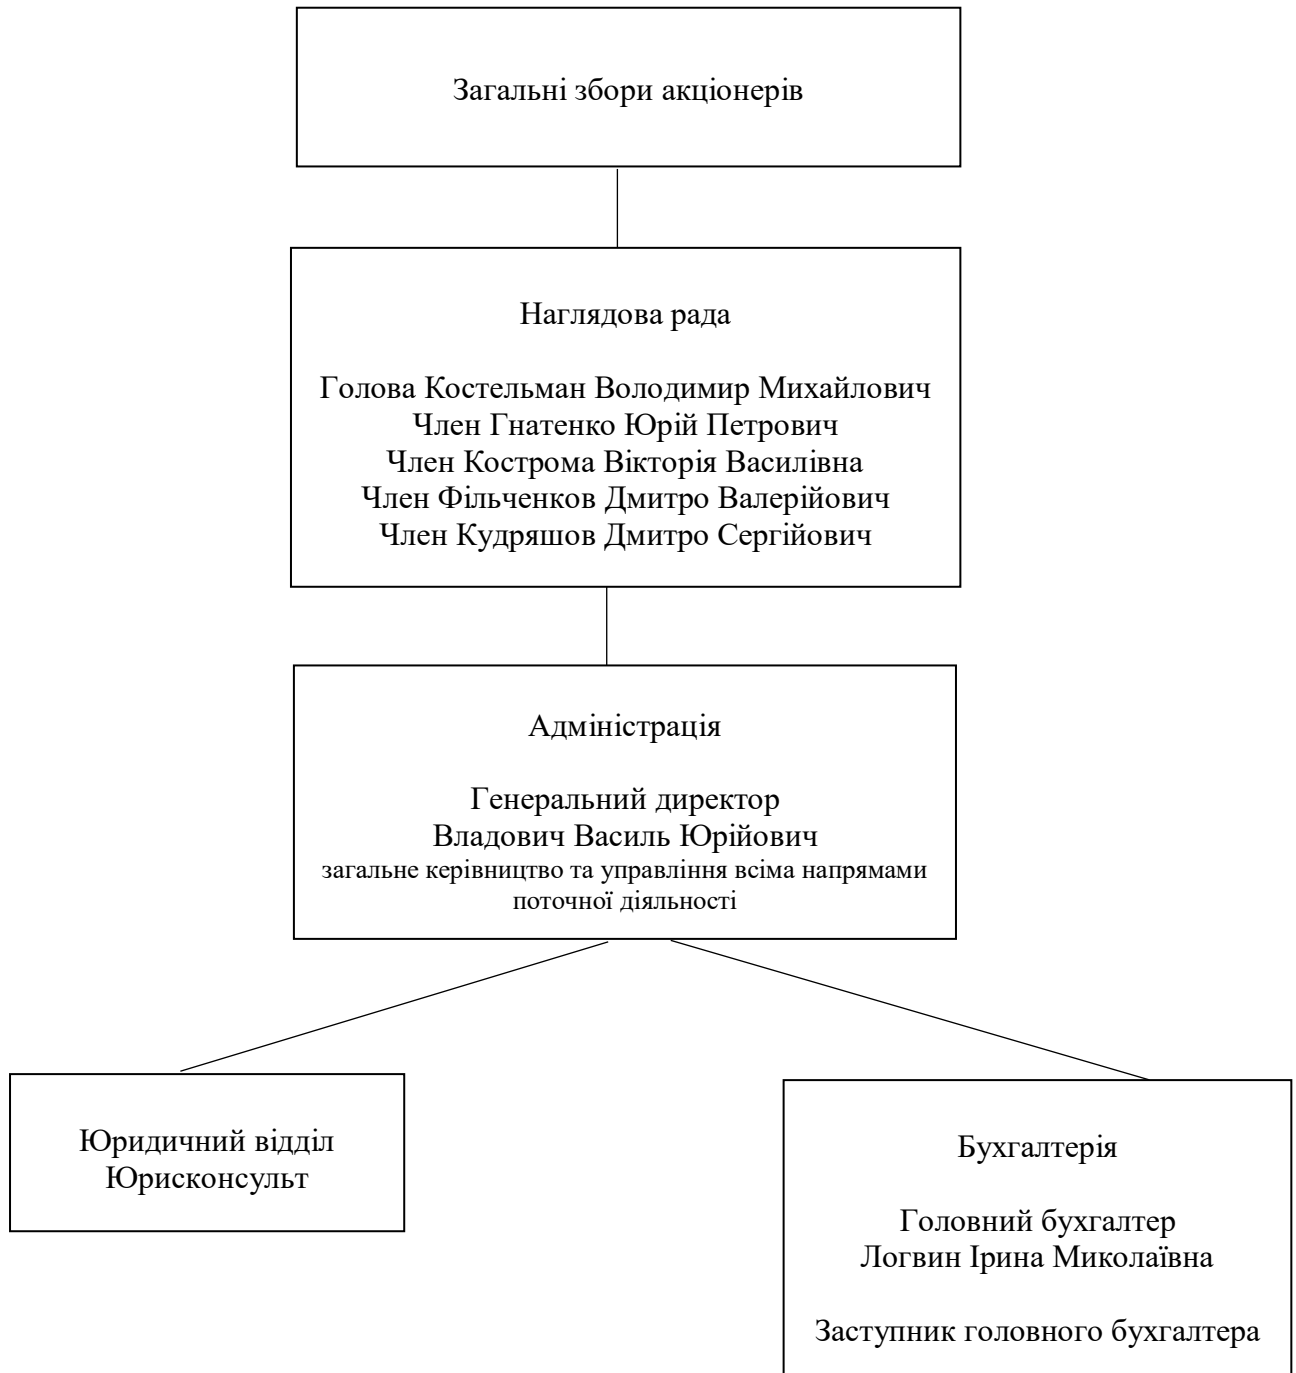 Загальні збори акціонерів
Наглядова рада
Голова Костельман Володимир Михайлович
Член Гнатенко Юрій Петрович
Член Кострома Вікторія Василівна
Член Фільченков Дмитро Валерійович
Член Кудряшов Дмитро Сергійович
Адміністрація
Генеральний директор
Владович Василь Юрійович
загальне керівництво та управління всіма напрямами
поточної діяльності
Юридичний відділ
Юрисконсульт
Бухгалтерія
Головний бухгалтер
Логвин Ірина Миколаївна
Заступник головного бухгалтера